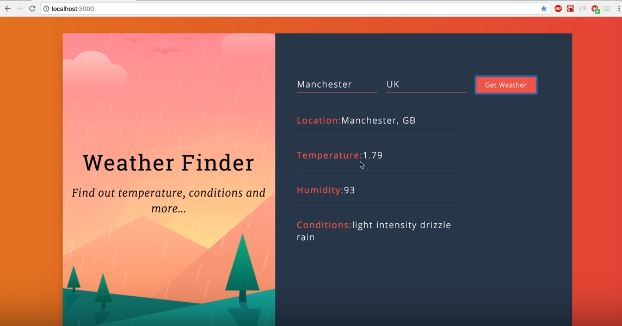 localhost:3000
Weather Finder
Find out temperature, conditions and
more...
Manchester UK Get Weather
Location:Manchester, GB
Temperature:1.79
Humidity:93
Conditions:light intensity drizzle
rain